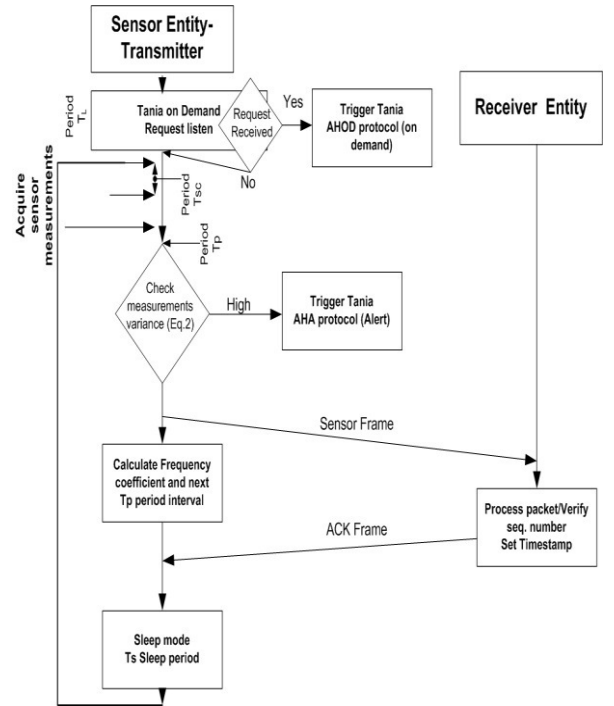 Sensor Entity-
Transmitter
Period
TL
Tania on Demand
Request listen
Request
Received
Yes
Trigger Tania
AHOD protocol (on
demand)
Receiver Entity
No
Acquire
sensor
measurements
Period
Tsc
Period
Tp
Check
measurements
variance (Eq.2)
High
Trigger Tania
AHA protocol (Alert)
Sensor Frame
Calculate Frequency
coefficient and next
Tp period interval
Process packet/Verify
seq. number
Set Timestamp
ACK Frame
Sleep mode
Ts Sleep period